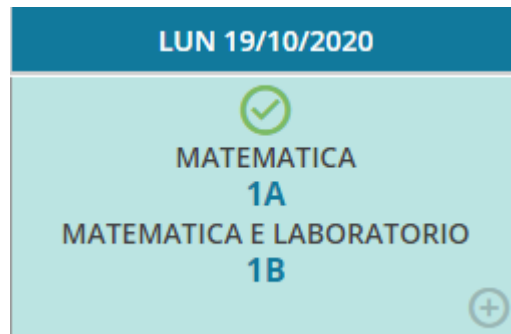 LUN 19/10/2020
MATEMATICA
1A
MATEMATICA E LABORATORIO
1B